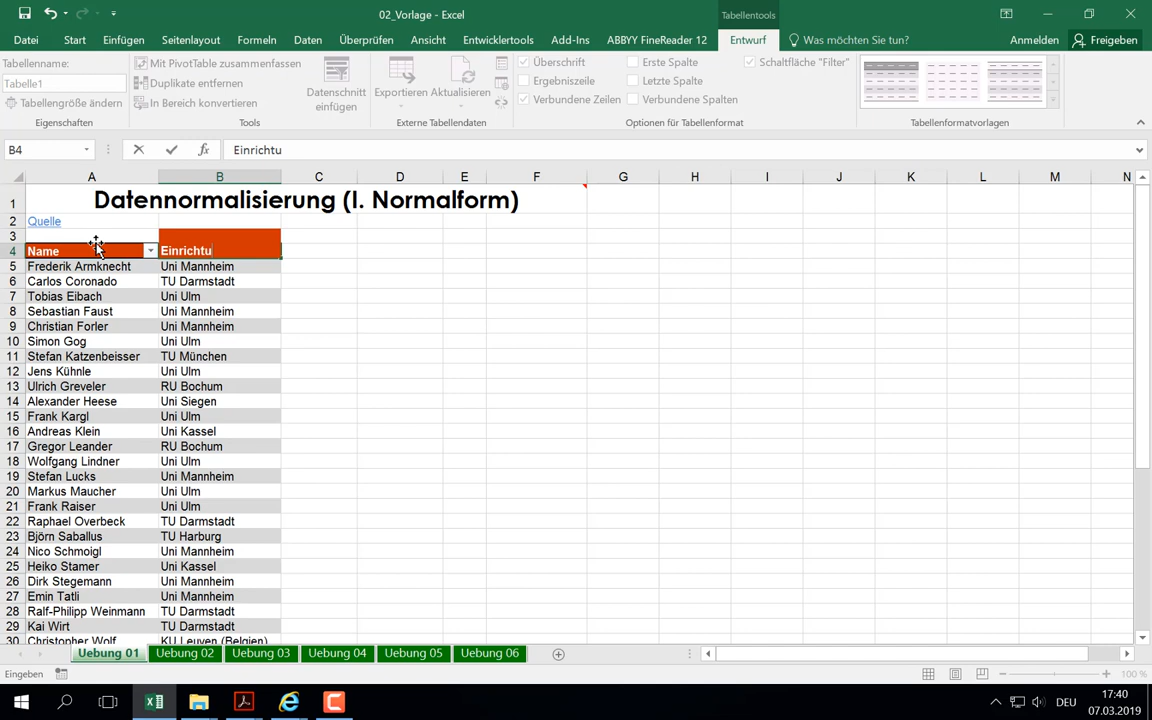 02_Vorlage - Excel
Tabellentools
Datei Start Einfügen Seitenlayout Formeln Daten Überprüfen Ansicht Entwicklertools Add-Ins ABBYY FineReader 12 Entwurf Was möchten Sie tun? Anmelden Freigeben
Tabellenname:
Tabelle1
Tabellengröße ändern
Eigenschaften
Mit PivotTable zusammenfassen
Duplikate entfernen
In Bereich konvertieren
Datenschnitt
einfügen
Tools
Exportieren Aktualisieren
Externe Tabellendaten
Überschrift Erste Spalte Schaltfläche "Filter"
Ergebniszeile Letzte Spalte
Verbundene Zeilen Verbundene Spalten
Optionen für Tabellenformat
Tabellenformatvorlagen
B4 fx Einrichtu
A B C D E F G H I J K L M N
1 Datennormalisierung (I. Normalform)
2 Quelle
3
4 Name Einrichtu
5 Frederik Armknecht Uni Mannheim
6 Carlos Coronado TU Darmstadt
7 Tobias Eibach Uni Ulm
8 Sebastian Faust Uni Mannheim
9 Christian Forler Uni Mannheim
10 Simon Gog Uni Ulm
11 Stefan Katzenbeisser TU München
12 Jens Kühnle Uni Ulm
13 Ulrich Greveler RU Bochum
14 Alexander Heese Uni Siegen
15 Frank Kargl Uni Ulm
16 Andreas Klein Uni Kassel
17 Gregor Leander RU Bochum
18 Wolfgang Lindner Uni Ulm
19 Stefan Lucks Uni Mannheim
20 Markus Maucher Uni Ulm
21 Frank Raiser Uni Ulm
22 Raphael Overbeck TU Darmstadt
23 Björn Saballus TU Harburg
24 Nico Schmoigl Uni Mannheim
25 Heiko Stamer Uni Kassel
26 Dirk Stegemann Uni Mannheim
27 Emin Tatli Uni Mannheim
28 Ralf-Philipp Weinmann TU Darmstadt
29 Kai Wirt TU Darmstadt
30 Christopher Wolf KU Leuven (Belgien)
Uebung 01 Uebung 02 Uebung 03 Uebung 04 Uebung 05 Uebung 06
Eingeben 100 %
DEU
17:40
07.03.2019